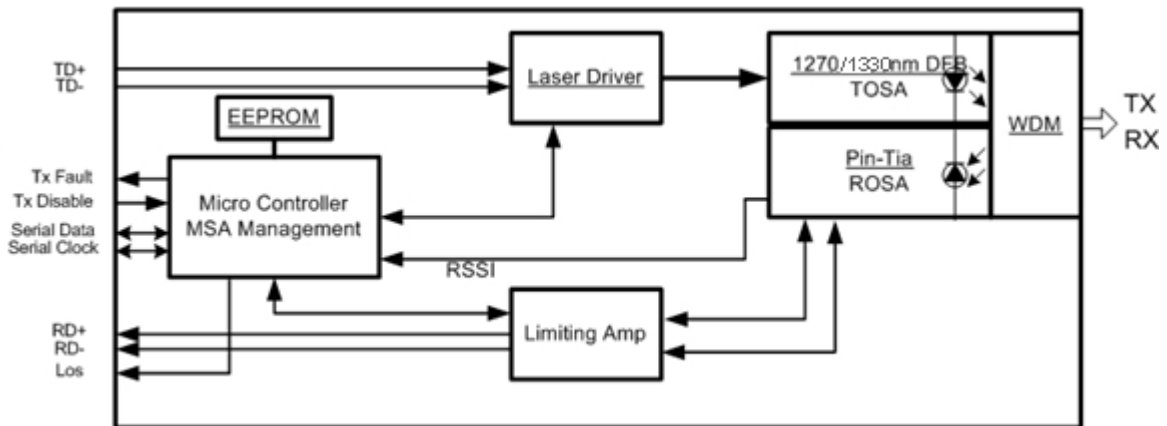 TD+
TD-
Laser Driver
1270/1330nm DFB
TOSA
EEPROM
WDM
TX
RX
Pin-Tia
ROSA
Tx Fault
Tx Disable
Serial Data
Serial Clock
Micro Controller
MSA Management
RSSI
RD+
RD-
Los
Limiting Amp